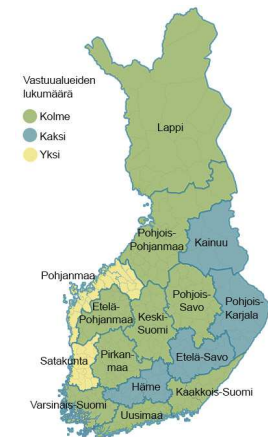 Vastuualueiden
lukumäärä
Kolme
Kaksi
Yksi
Lappi
Pohjois-
Pohjanmaa
Kainuu
Pohjanmaa
Etelä-
Pohjanmaa
Keski-
Suomi
Pohjois-
Savo
Pohjois-
Karjala
Satakunta
Pirkan-
maa
Etelä-Savo
Häme
Kaakkois-Suomi
Varsinais-Suomi
Uusimaa